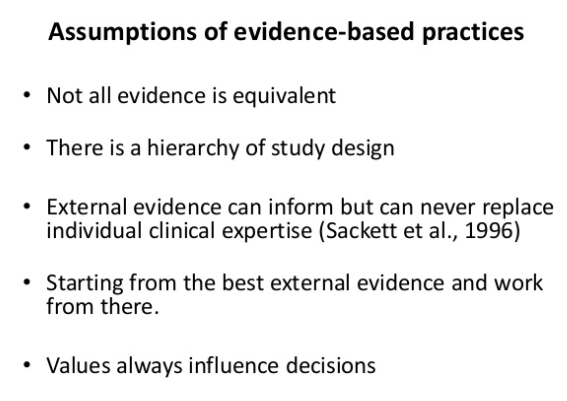 Assumptions of evidence-based practices
• Not all evidence is equivalent
• There is a hierarchy of study design
• External evidence can inform but can never replace
individual clinical expertise (Sackett et al., 1996)
• Starting from the best external evidence and work
from there.
• Values always influence decisions